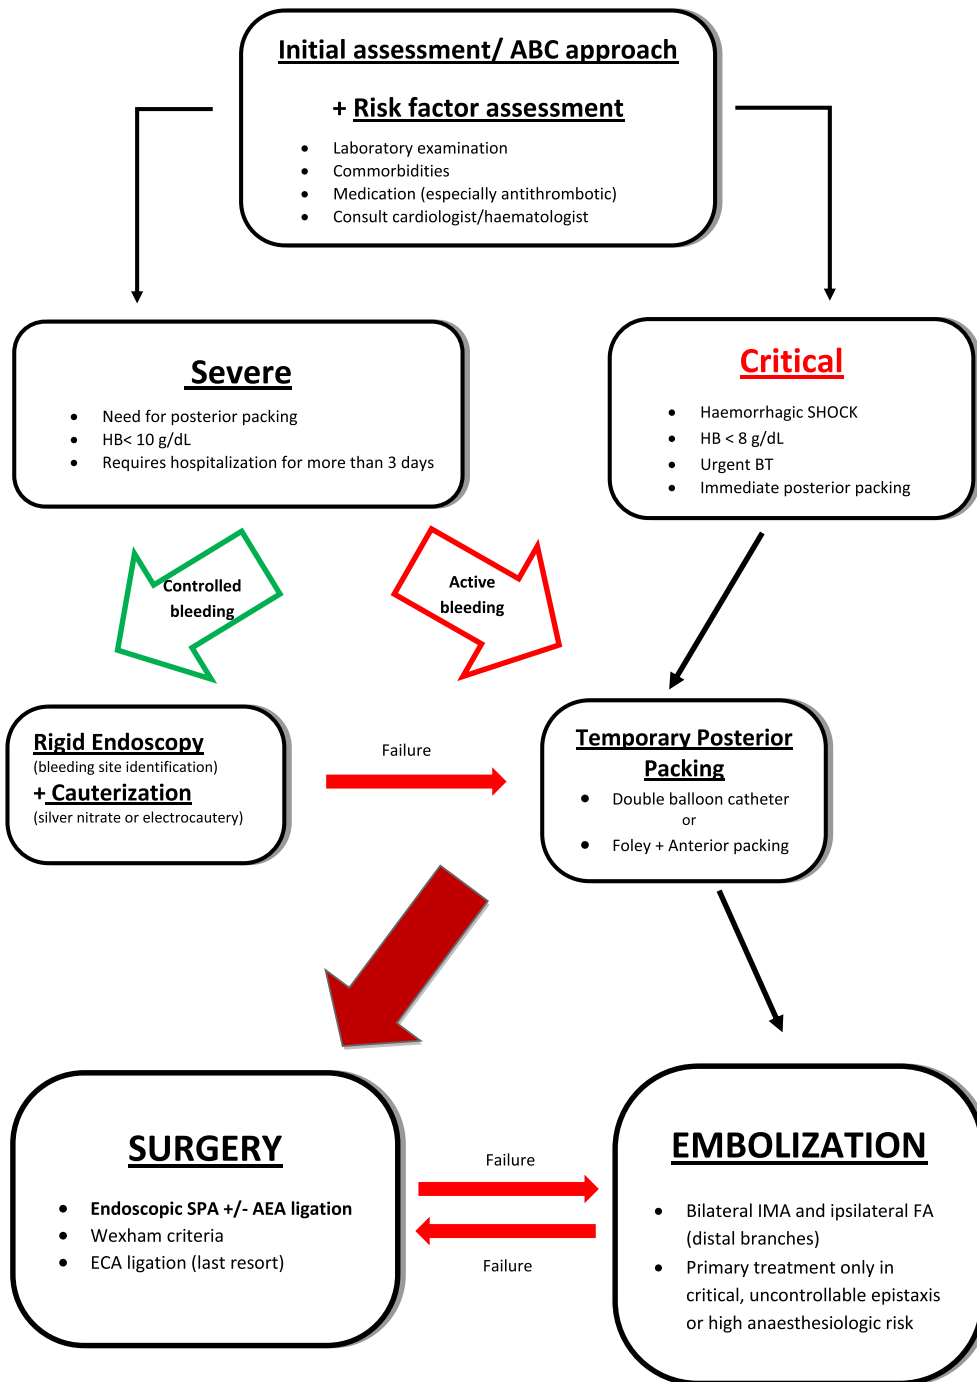 Initial assessment/ ABC approach
+ Risk factor assessment
• Laboratory examination
• Commorbidities
• Medication (especially antithrombotic)
• Consult cardiologist/haematologist
Severe
• Need for posterior packing
• HB< 10 g/dL
• Requires hospitalization for more than 3 days
Critical
• Haemorrhagic SHOCK
• HB < 8 g/dL
• Urgent BT
• Immediate posterior packing
Controlled
bleeding
Active
bleeding
Rigid Endoscopy
(bleeding site identification)
+ Cauterization
(silver nitrate or electrocautery)
Failure
Temporary Posterior
Packing
• Double balloon catheter
or
• Foley + Anterior packing
SURGERY
• Endoscopic SPA +/- AEA ligation
• Wexham criteria
• ECA ligation (last resort)
Failure
Failure
EMBOLIZATION
• Bilateral IMA and ipsilateral FA
(distal branches)
• Primary treatment only in
critical, uncontrollable epistaxis
or high anaesthesiologic risk